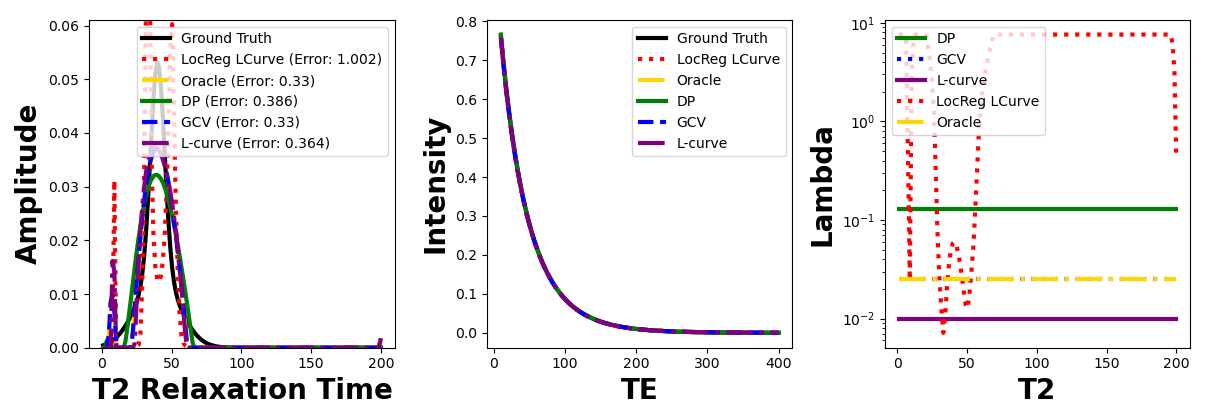 0.06
0.05
0.04
0.03
0.02
0.01
0.00
0
50
100
150
200
Amplitude
T2 Relaxation Time
Ground Truth
LocReg LCurve (Error: 1.002)
Oracle (Error: 0.33)
DP (Error: 0.386)
GCV (Error: 0.33)
L-curve (Error: 0.364)
0.8
0.7
0.6
0.5
0.4
0.3
0.2
0.1
0.0
0
100
200
300
400
Intensity
TE
Ground Truth
LocReg LCurve
Oracle
DP
GCV
L-curve
10¹
10⁰
10⁻¹
10⁻²
0
50
100
150
200
Lambda
T2
DP
GCV
L-curve
LocReg LCurve
Oracle